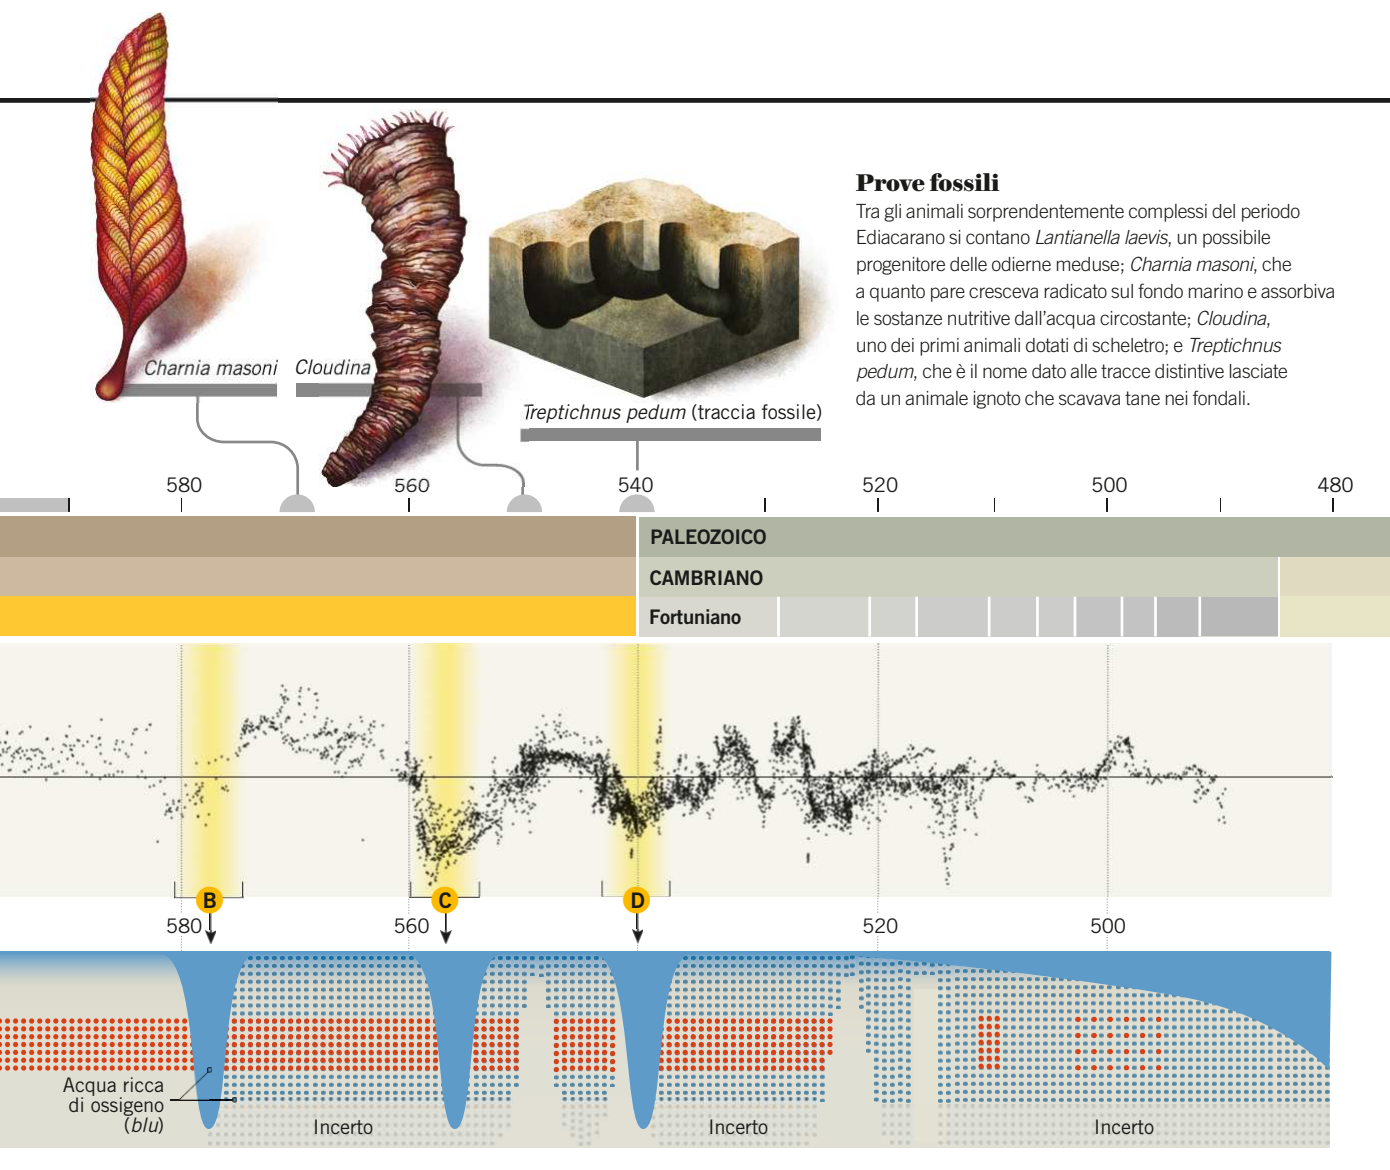 Prove fossili
Tra gli animali sorprendentemente complessi del periodo
Ediacarano si contano Lantianella laevis, un possibile
progenitore delle odierne meduse; Charnia masoni, che
a quanto pare cresceva radicato sul fondo marino e assorbiva
le sostanze nutritive dall'acqua circostante; Cloudina,
uno dei primi animali dotati di scheletro; e Treptichnus
pedum, che è il nome dato alle tracce distintive lasciate
da un animale ignoto che scavava tane nei fondali.
Charnia masoni
Cloudina
Treptichnus pedum (traccia fossile)
580 560 540 520 500 480
PALEOZOICO
CAMBRIANO
Fortuniano
B C D
580 560 520 500
Acqua ricca
di ossigeno
(blu)
Incerto Incerto Incerto